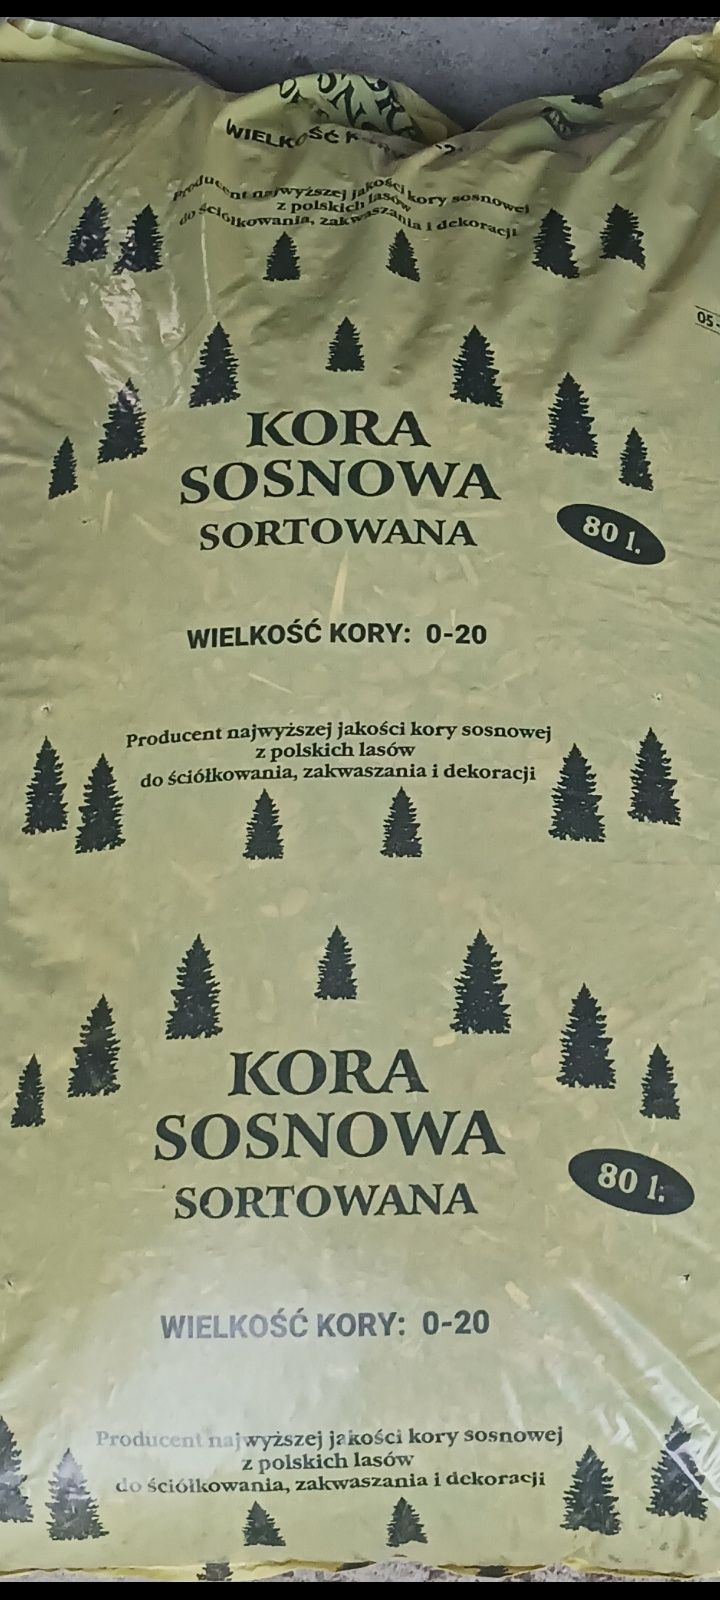 WIELKOŚĆ
Producent najwyższej jakości kory sosnowej
z polskich lasów
do ściółkowania, zakwaszania i dekoracji
05-
KORA
SOSNOWA
SORTOWANA
80 l.
WIELKOŚĆ KORY: 0-20
Producent najwyższej jakości kory sosnowej
z polskich lasów
do ściółkowania, zakwaszania i dekoracji
KORA
SOSNOWA
SORTOWANA
80 l.
WIELKOŚĆ KORY: 0-20
Producent najwyższej jakości kory sosnowej
z polskich lasów
do ściółkowania, zakwaszania i dekoracji